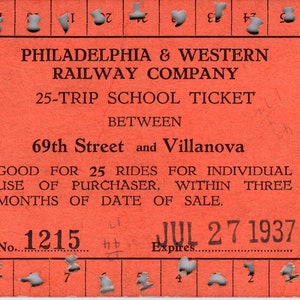 PHILADELPHIA & WESTERN
RAILWAY COMPANY
25-TRIP SCHOOL TICKET
BETWEEN
69th Street and Villanova
GOOD FOR 25 RIDES FOR INDIVIDUAL
USE OF PURCHASER, WITHIN THREE
MONTHS OF DATE OF SALE.
No. 1215 Expires JUL 27 1937